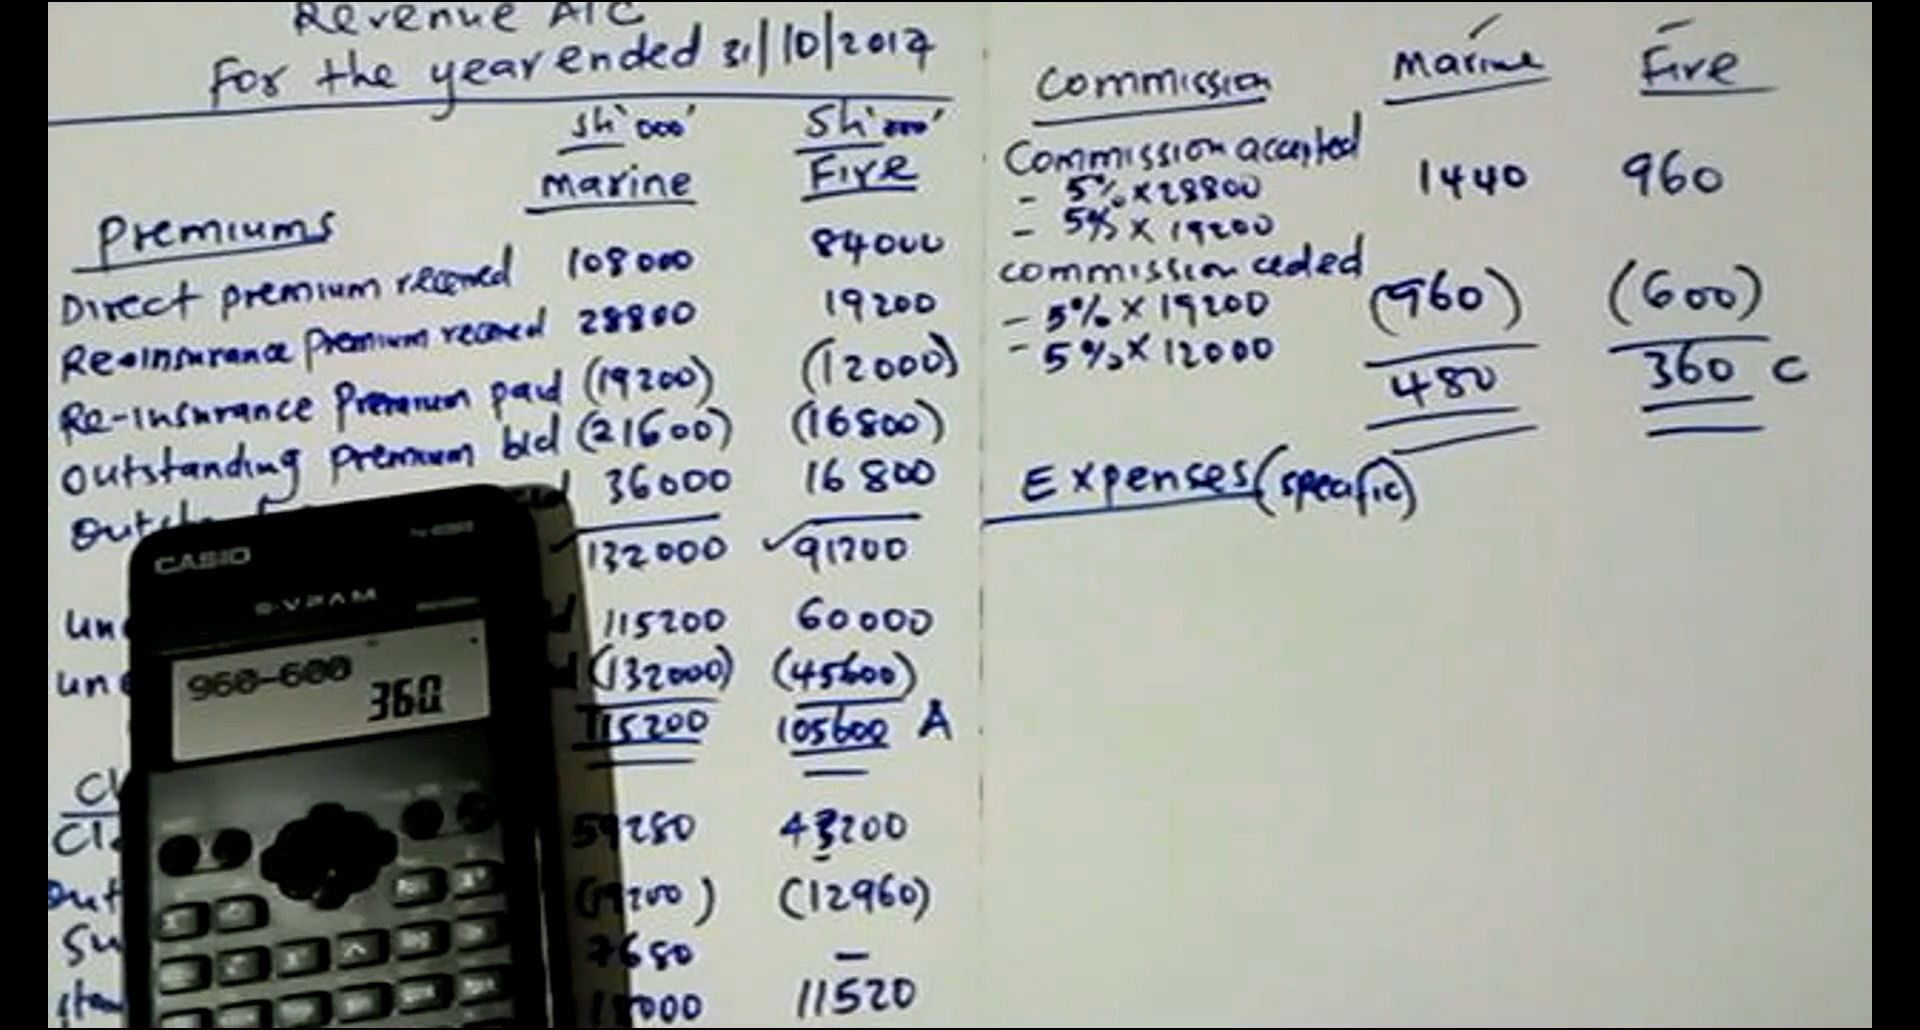 Revenue A/C
For the year ended 31/10/2017
sh'000' Sh'000'
Marine Fire
Premiums
Direct premium received 108000 84000
Re-insurance premium received 28800 19200
Re-insurance Premium paid (19200) (12000)
Outstanding premium b/d (21600) (16800)
36000 16800
132000 91200
115200 60000
(132000) (45600)
115200 105600 A
59280 43200
(19200) (12960)
7680 –
11520
CASIO
S-V.P.A.M.
960-600
360
Commission Marine Fire
Commission accepted
- 5% × 28800 1440 960
- 5% × 19200
commission ceded
- 5% × 19200 (960) (600)
- 5% × 12000
480 360 C
Expenses (specific)